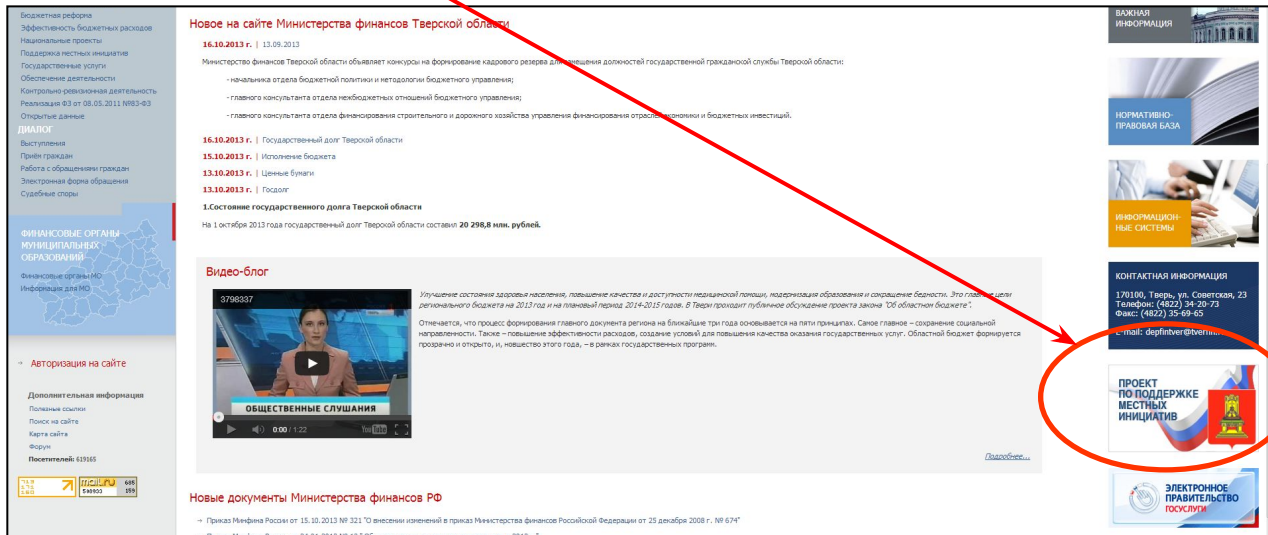 Бюджетная реформа
Эффективность бюджетных расходов
Национальные проекты
Поддержка местных инициатив
Государственные услуги
Обеспечение деятельности
Контрольно-ревизионная деятельность
Реализация ФЗ от 08.05.2011 №83-ФЗ
Открытые данные
ДИАЛОГ
Выступления
Приём граждан
Работа с обращениями граждан
Электронная форма обращения
Судебные споры
ФИНАНСОВЫЕ ОРГАНЫ
МУНИЦИПАЛЬНЫХ
ОБРАЗОВАНИЙ
Финансовые органы МО
Информация для МО
→ Авторизация на сайте
Дополнительная информация
Полезные ссылки
Поиск на сайте
Карта сайта
Форум
Посетителей: 619165
mail.ru
Новое на сайте Министерства финансов Тверской области
16.10.2013 г. | 13.09.2013
Министерство финансов Тверской области объявляет конкурсы на формирование кадрового резерва для замещения должностей государственной гражданской службы Тверской области:
- начальника отдела бюджетной политики и методологии бюджетного управления;
- главного консультанта отдела межбюджетных отношений бюджетного управления;
- главного консультанта отдела финансирования строительного и дорожного хозяйства управления финансирования отраслей экономики и бюджетных инвестиций.
16.10.2013 г. | Государственный долг Тверской области
15.10.2013 г. | Исполнение бюджета
13.10.2013 г. | Ценные бумаги
13.10.2013 г. | Госдолг
1.Состояние государственного долга Тверской области
На 1 октября 2013 года государственный долг Тверской области составил 20 298,8 млн. рублей.
Видео-блог
3798337
ОБЩЕСТВЕННЫЕ СЛУШАНИЯ
0:00 / 1:22
YouTube
Улучшение состояния здоровья населения, повышение качества и доступности медицинской помощи, модернизация образования и сокращение бедности. Это главные цели
регионального бюджета на 2013 год и на плановый период 2014-2015 годов. В Твери проходит публичное обсуждение проекта закона "Об областном бюджете".
Отмечается, что процесс формирования главного документа региона на ближайшие три года основывается на пяти принципах. Самое главное – сохранение социальной
направленности. Также – повышение эффективности расходов, создание условий для повышения качества оказания государственных услуг. Областной бюджет формируется
прозрачно и открыто, и, новшество этого года, – в рамках государственных программ.
Подробнее...
Новые документы Министерства финансов РФ
→ Приказ Минфина России от 15.10.2013 № 321 "О внесении изменений в приказ Министерства финансов Российской Федерации от 25 декабря 2008 г. № 674"
ВАЖНАЯ
ИНФОРМАЦИЯ
НОРМАТИВНО-
ПРАВОВАЯ БАЗА
ИНФОРМАЦИОН-
НЫЕ СИСТЕМЫ
КОНТАКТНАЯ ИНФОРМАЦИЯ
170100, Тверь, ул. Советская, 23
Телефон: (4822) 34-20-73
Факс: (4822) 35-69-65
E-mail: depfintver@tverfin
ПРОЕКТ
ПО ПОДДЕРЖКЕ
МЕСТНЫХ
ИНИЦИАТИВ
ЭЛЕКТРОННОЕ
ПРАВИТЕЛЬСТВО
ГОСУСЛУГИ